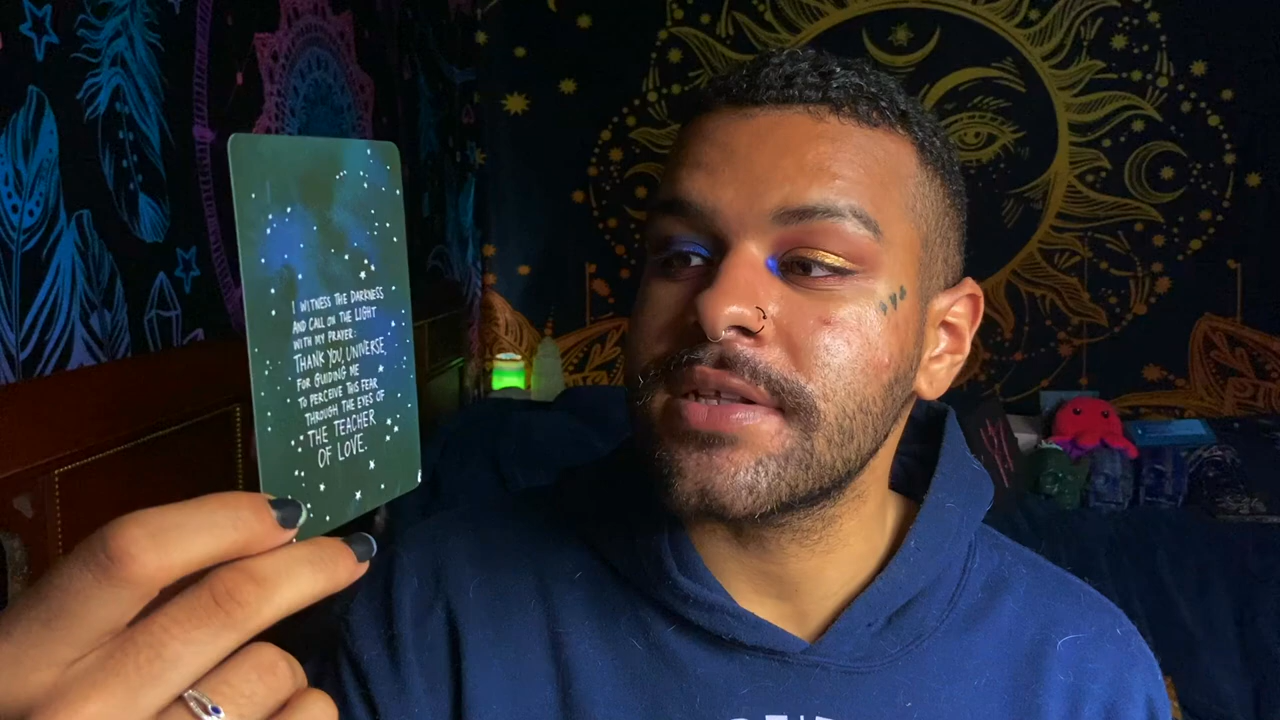 I WITNESS THE DARKNESS
AND CALL ON THE LIGHT
WITH MY PRAYER:
THANK YOU, UNIVERSE,
FOR GUIDING ME
TO PERCEIVE THIS FEAR
THROUGH THE EYES OF
THE TEACHER
OF LOVE.